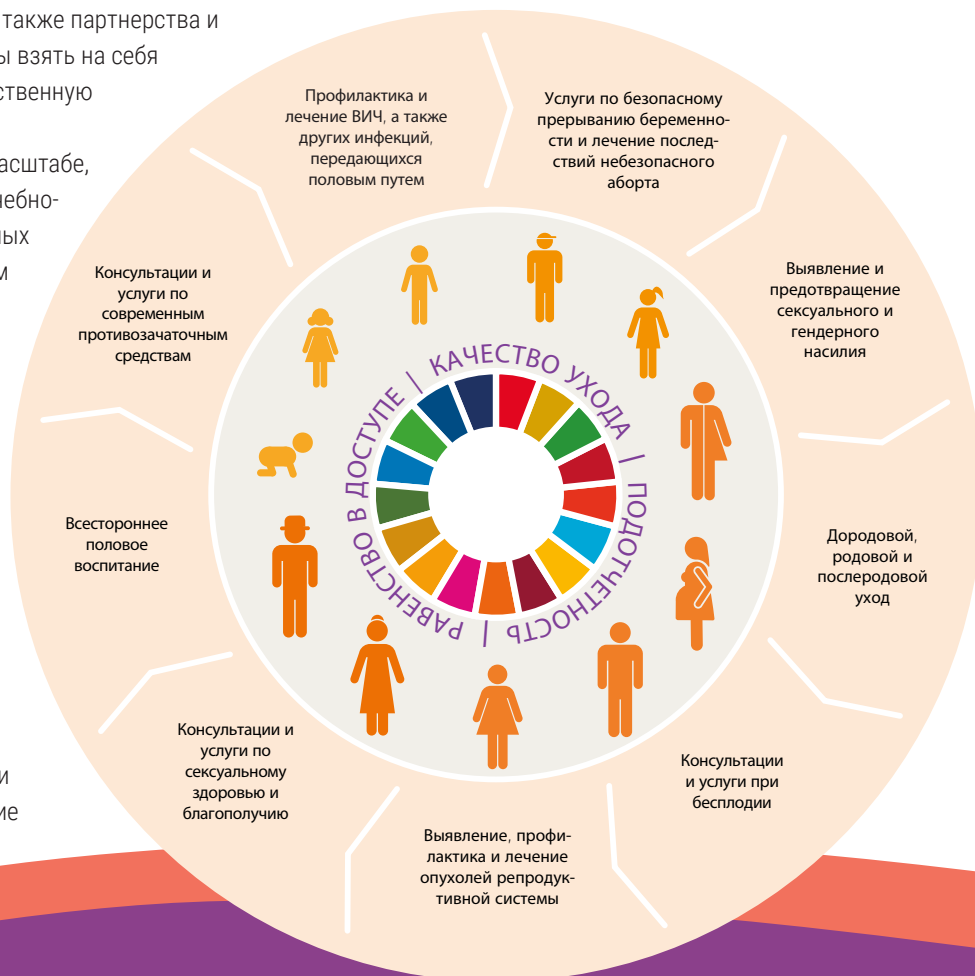 также партнерства и
ы взять на себя
ственную
асштабе,
чебно-
ных
м
и
ие
Профилактика и
лечение ВИЧ, а также
других инфекций,
передающихся
половым путем
Услуги по безопасному
прерыванию беременно-
сти и лечение послед-
ствий небезопасного
аборта
Выявление и
предотвращение
сексуального и
гендерного
насилия
Дородовой,
родовой и
послеродовой
уход
Консультации
и услуги при
бесплодии
Выявление, профи-
лактика и лечение
опухолей репродук-
тивной системы
Консультации и
услуги по
сексуальному
здоровью и
благополучию
Всестороннее
половое
воспитание
Консультации и
услуги по
современным
противозачаточным
средствам
КАЧЕСТВО УХОДА | ПОДОТЧЕТНОСТЬ | РАВЕНСТВО В ДОСТУПЕ |